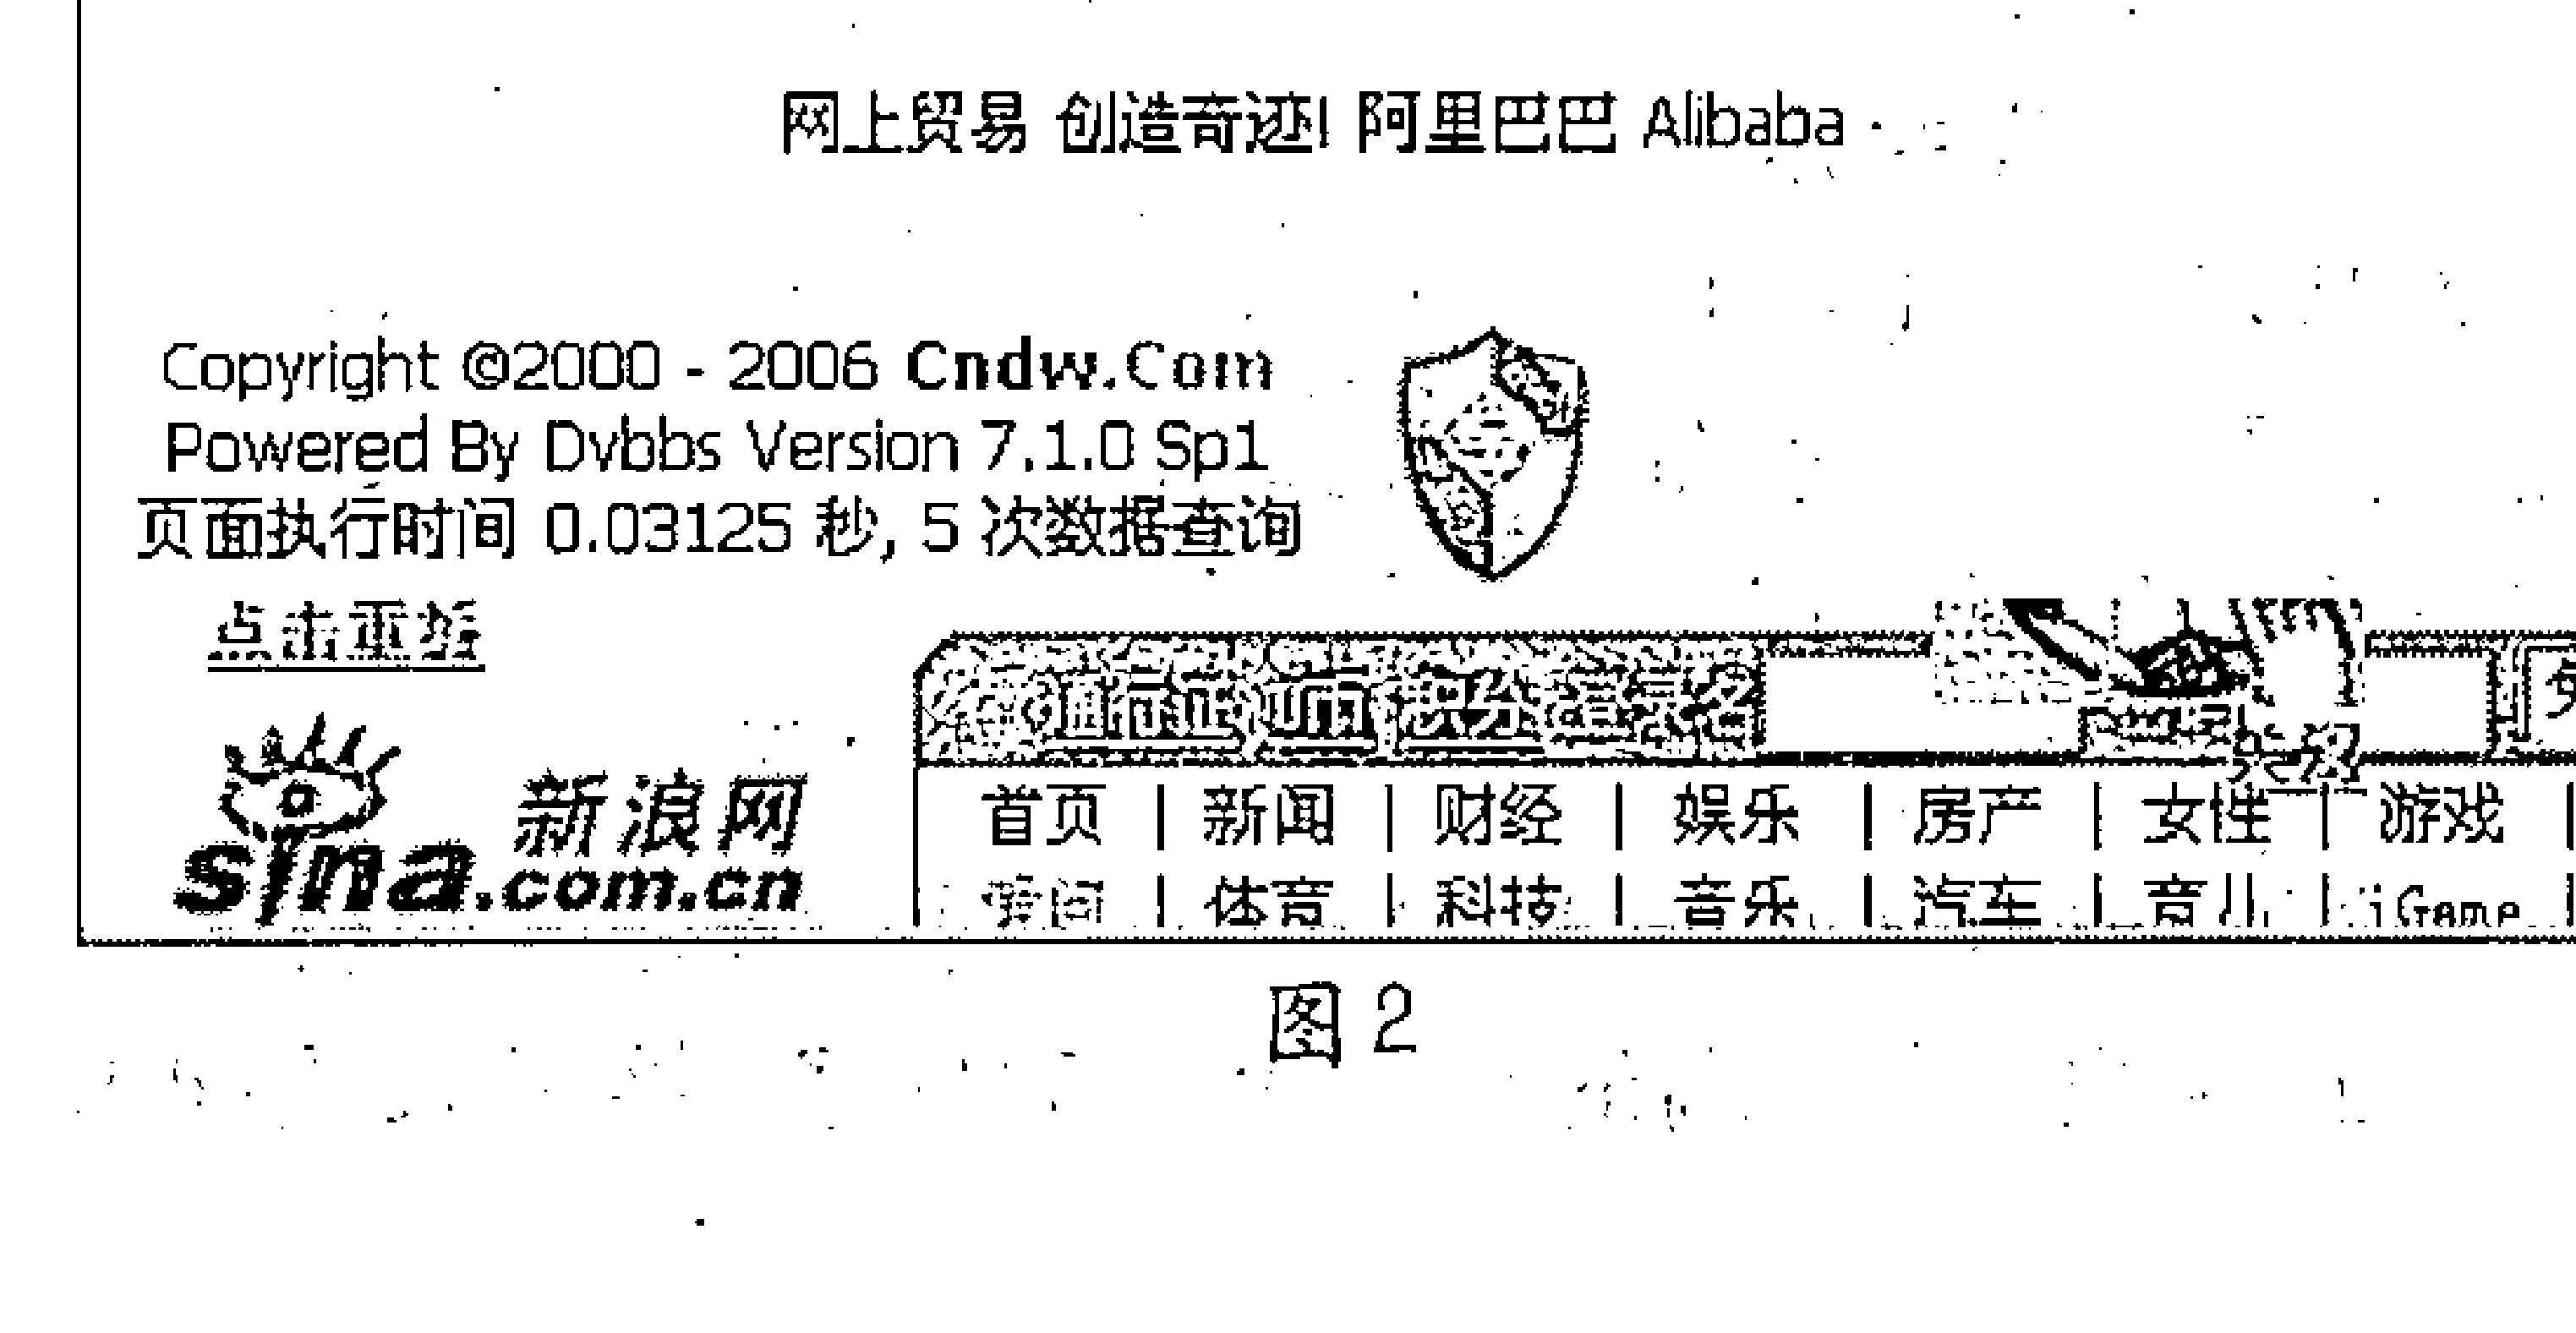 网上贸易 创造奇迹! 阿里巴巴 Alibaba
Copyright ©2000 - 2006 Cndw.Com
Powered By Dvbbs Version 7.1.0 Sp1
页面执行时间 0.03125 秒, 5 次数据查询
点击
新浪网
sina.com.cn
首页 | 新闻 | 财经 | 娱乐 | 房产 | 女性 | 游戏 |
| 体育 | 科技 | 音乐 | 汽车 | 育儿 | iGame |
图 2